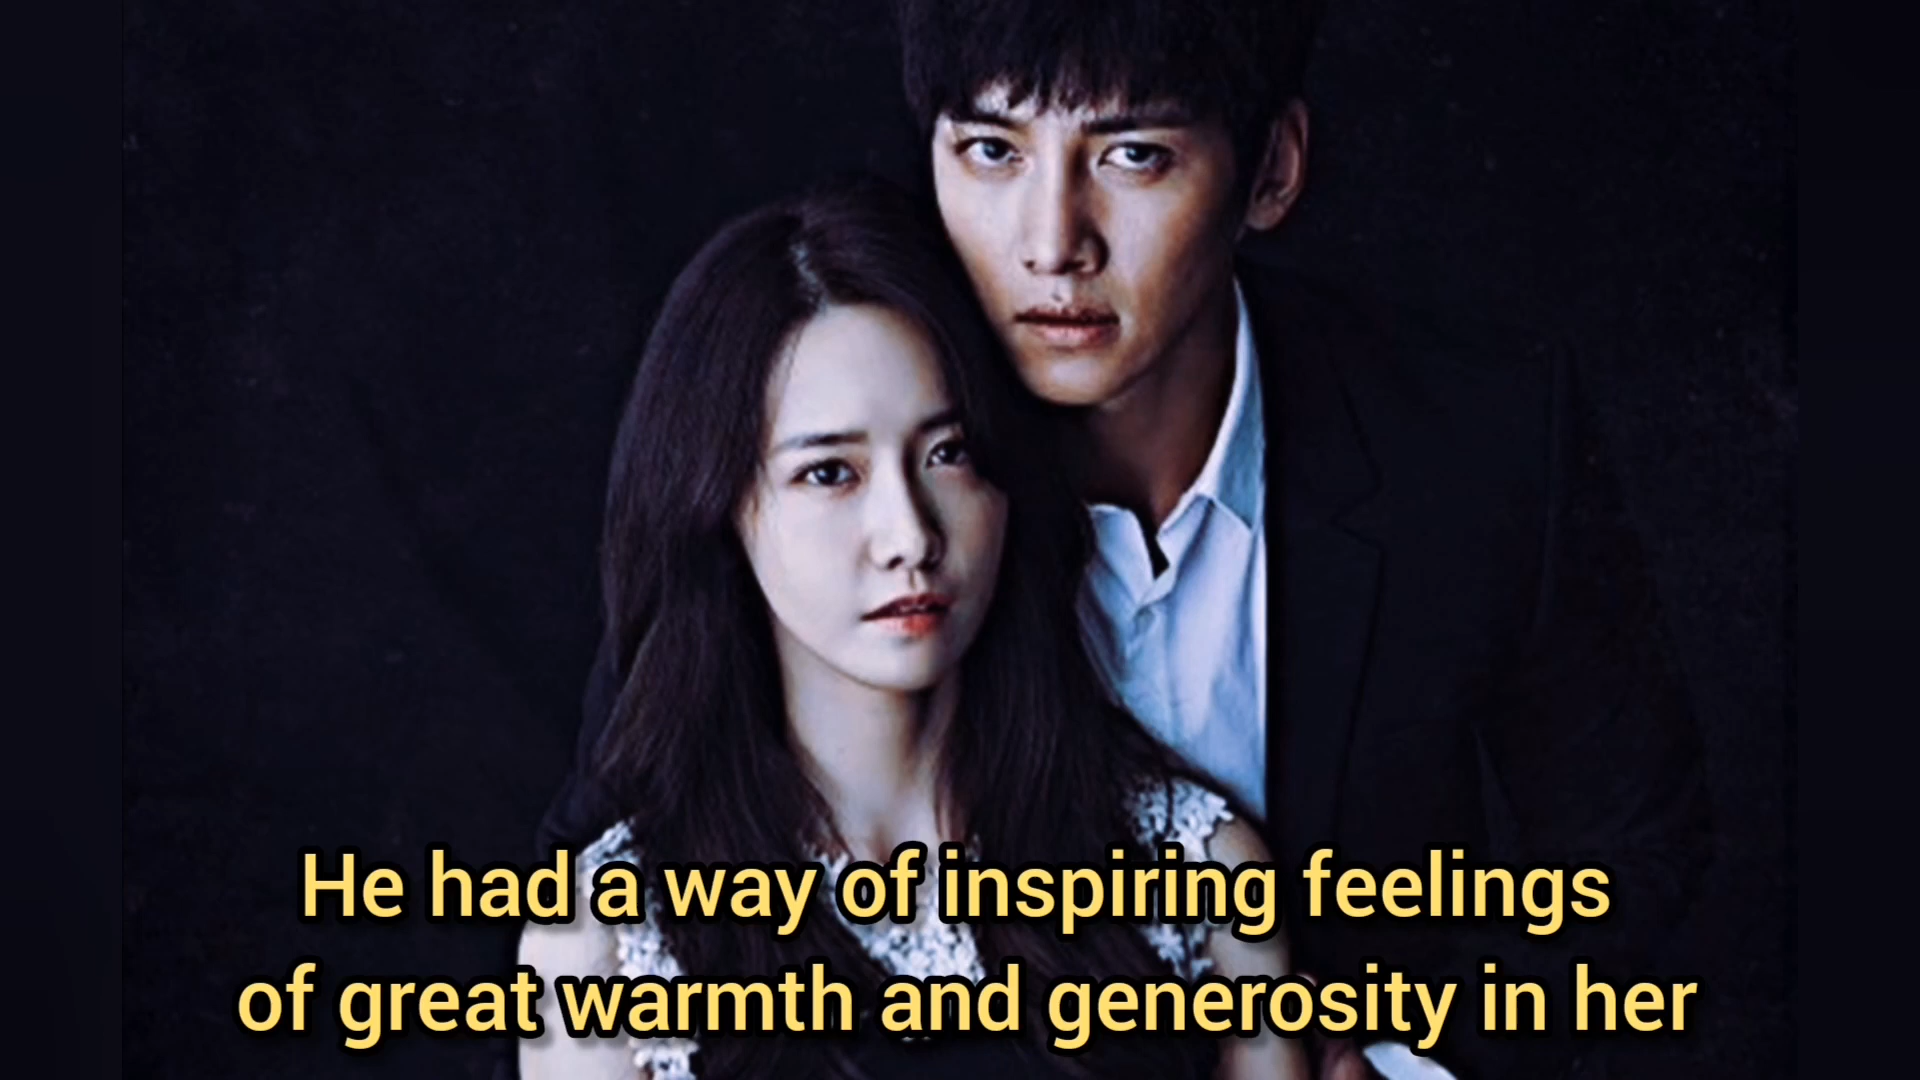 He had a way of inspiring feelings
of great warmth and generosity in her